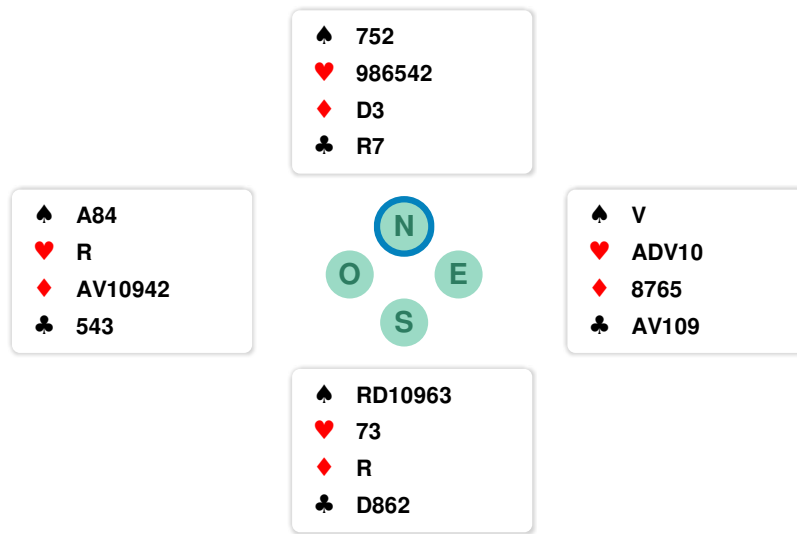 ♠ 752
♥ 986542
♦ D3
♣ R7
♠ A84
♥ R
♦ AV10942
♣ 543
N
O E
S
♠ V
♥ ADV10
♦ 8765
♣ AV109
♠ RD10963
♥ 73
♦ R
♣ D862